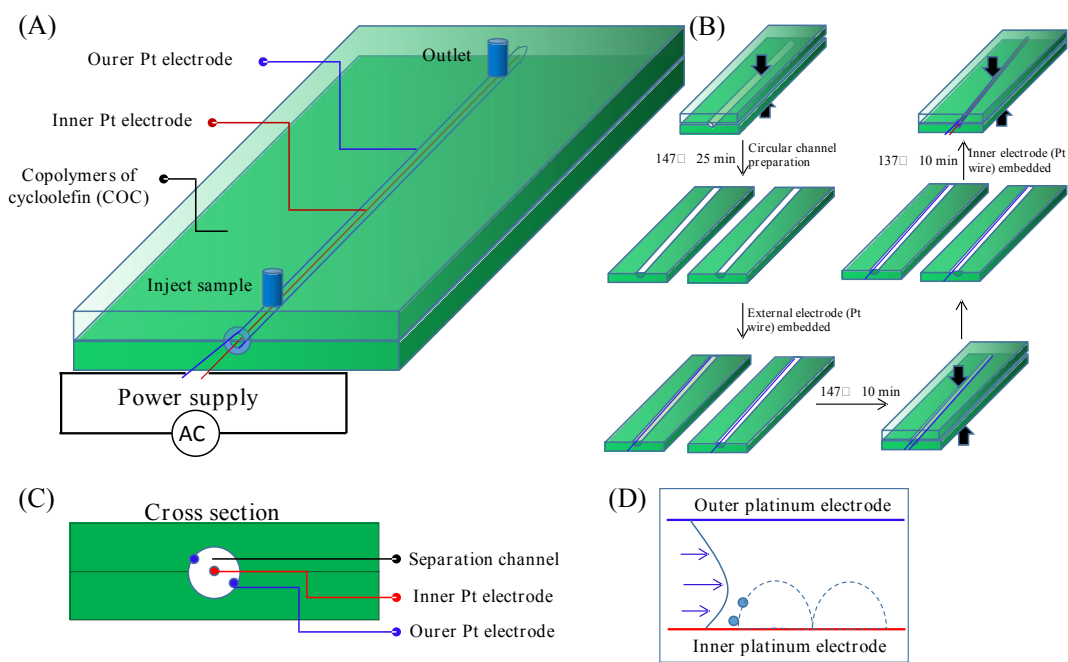 (A)
Ourer Pt electrode
Outlet
Inner Pt electrode
Copolymers of
cycloolefin (COC)
Inject sample
Power supply
AC
(B)
147□ 25 min
Circular channel
preparation
137□ 10 min
Inner electrode (Pt
wire) embedded
External electrode (Pt
wire) embedded
147□ 10 min
(C)
Cross section
Separation channel
Inner Pt electrode
Ourer Pt electrode
(D)
Outer platinum electrode
Inner platinum electrode